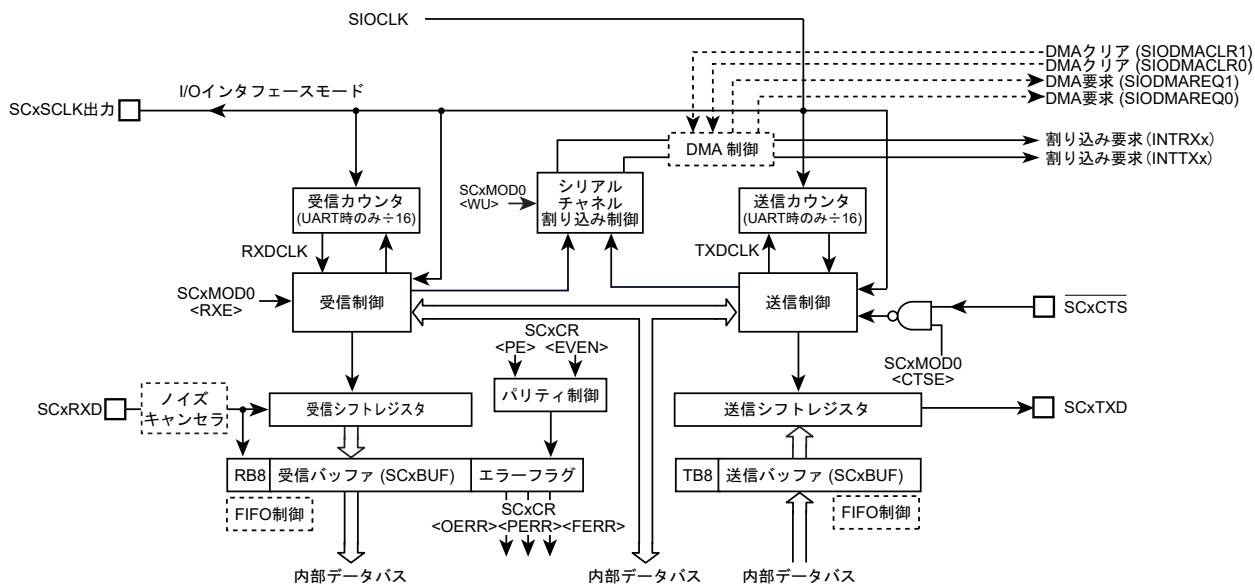 SIOCLK
DMAクリア (SIODMACLR1)
DMAクリア (SIODMACLR0)
DMA要求 (SIODMAREQ1)
DMA要求 (SIODMAREQ0)
I/Oインタフェースモード
SCxSCLK出力
DMA 制御
割り込み要求(INTRXx)
割り込み要求(INTTXx)
受信カウンタ
(UART時のみ÷16)
SCxMOD0
<WU>
シリアル
チャネル
割り込み制御
送信カウンタ
(UART時のみ÷16)
RXDCLK
TXDCLK
SCxMOD0
<RXE>
受信制御
送信制御
SCxCTS
SCxCR
<PE>
<EVEN>
SCxMOD0
<CTSE>
パリティ制御
SCxRXD
ノイズ
キャンセラ
受信シフトレジスタ
送信シフトレジスタ
SCxTXD
RB8
受信バッファ (SCxBUF)
エラーフラグ
TB8
送信バッファ (SCxBUF)
FIFO制御
SCxCR
<OERR><PERR><FERR>
FIFO制御
内部データバス
内部データバス
内部データバス